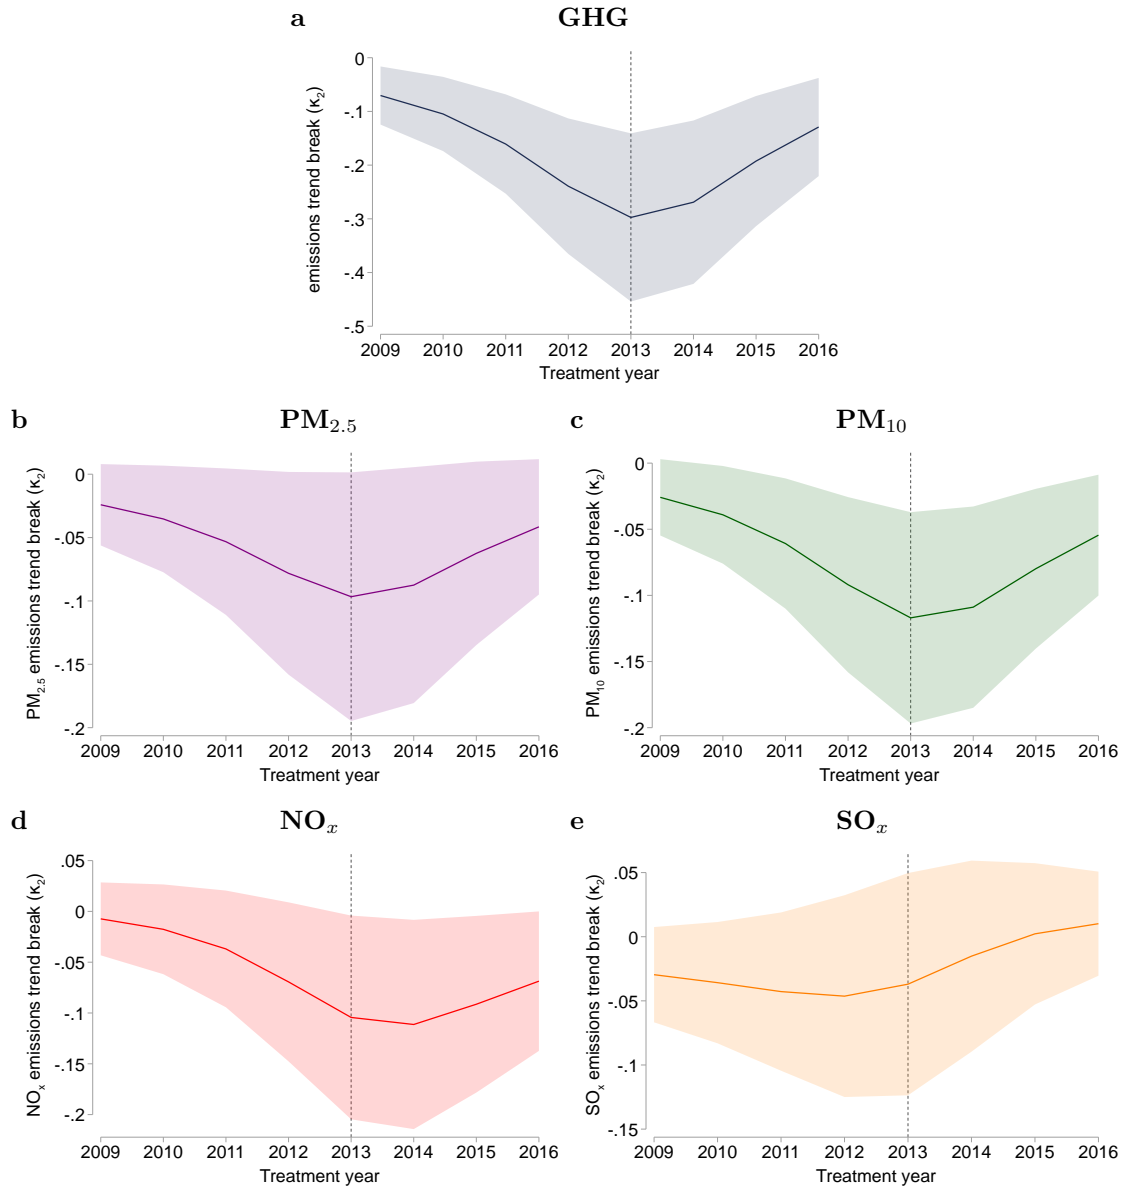 a GHG
emissions trend break (κ₂)
0
-.1
-.2
-.3
-.4
-.5
2009 2010 2011 2012 2013 2014 2015 2016
Treatment year
b PM₂.₅
PM₂.₅ emissions trend break (κ₂)
0
-.05
-.1
-.15
-.2
2009 2010 2011 2012 2013 2014 2015 2016
Treatment year
c PM₁₀
PM₁₀ emissions trend break (κ₂)
0
-.05
-.1
-.15
-.2
2009 2010 2011 2012 2013 2014 2015 2016
Treatment year
d NOₓ
NOₓ emissions trend break (κ₂)
.05
0
-.05
-.1
-.15
-.2
2009 2010 2011 2012 2013 2014 2015 2016
Treatment year
e SOₓ
SOₓ emissions trend break (κ₂)
.05
0
-.05
-.1
-.15
2009 2010 2011 2012 2013 2014 2015 2016
Treatment year